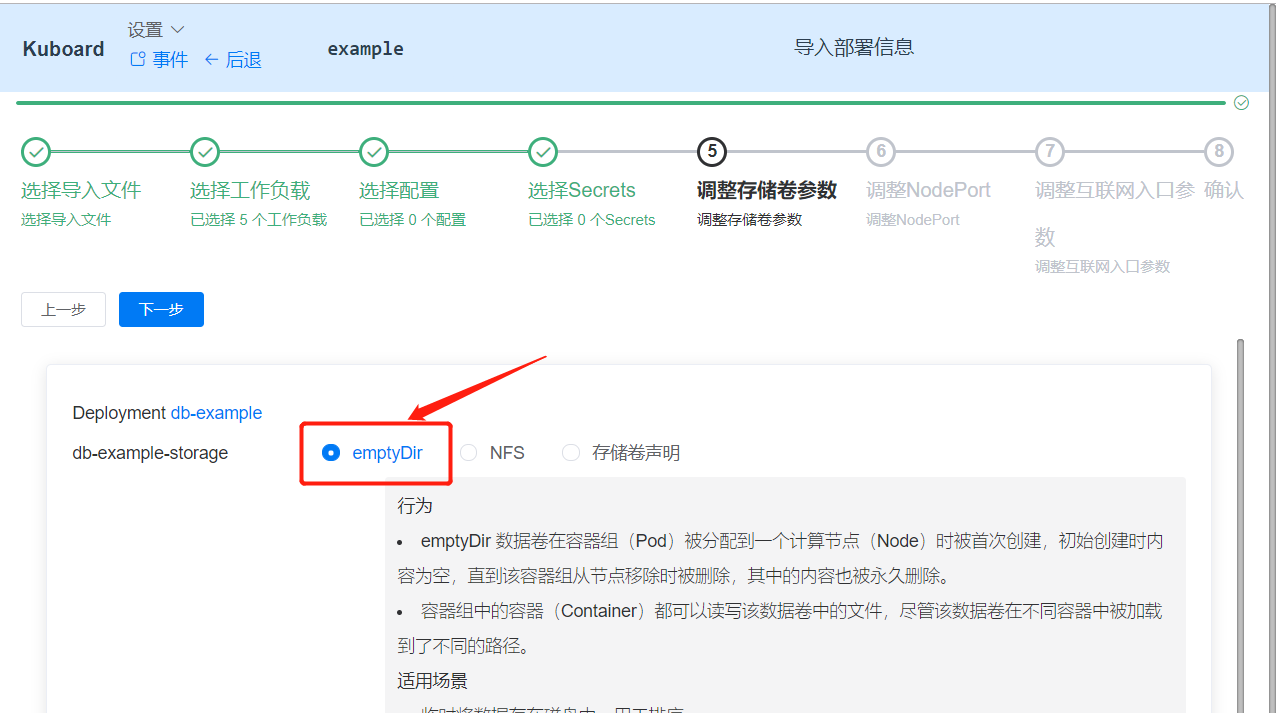 Kuboard
设置
事件 后退
example
导入部署信息
5 6 7 8
选择导入文件 选择工作负载 选择配置 选择Secrets 调整存储卷参数 调整NodePort 调整互联网入口参数 确认
选择导入文件 已选择 5 个工作负载 已选择 0 个配置 已选择 0 个Secrets 调整存储卷参数 调整NodePort
调整互联网入口参数
上一步 下一步
Deployment db-example
db-example-storage emptyDir NFS 存储卷声明
行为
• emptyDir 数据卷在容器组（Pod）被分配到一个计算节点（Node）时被首次创建，初始创建时内
容为空，直到该容器组从节点移除时被删除，其中的内容也被永久删除。
• 容器组中的容器（Container）都可以读写该数据卷中的文件，尽管该数据卷在不同容器中被加载
到了不同的路径。
适用场景